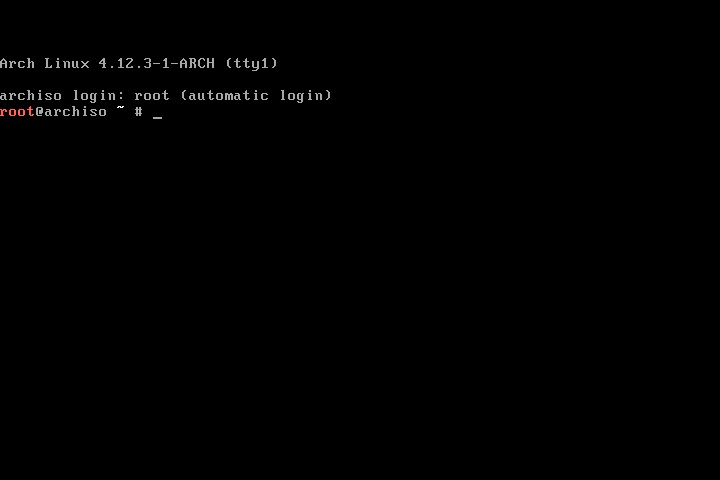 Arch Linux 4.12.3-1-ARCH (tty1)
archiso login: root (automatic login)
root@archiso ~ # _